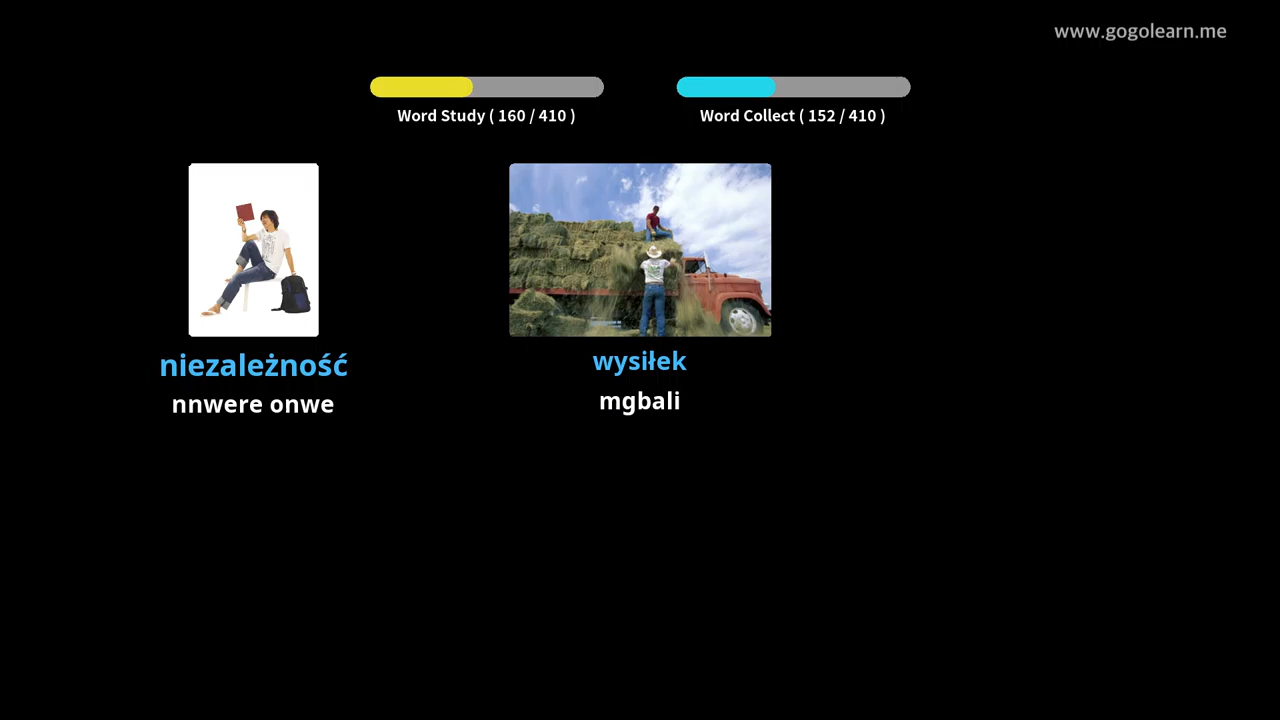 www.gogolearn.me
Word Study ( 160 / 410 )
Word Collect ( 152 / 410 )
niezależność
wysiłek
nnwere onwe
mgbali